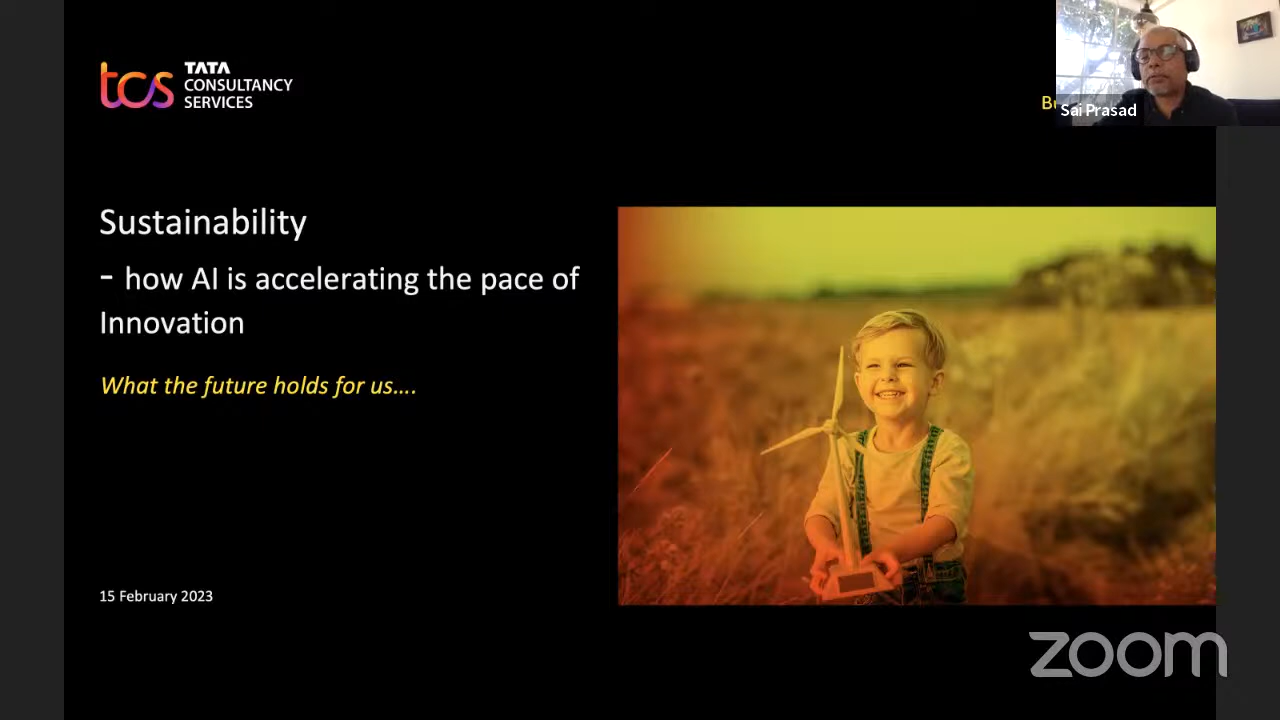 tcs TATA
CONSULTANCY
SERVICES
Sai Prasad
Sustainability
- how AI is accelerating the pace of
Innovation
What the future holds for us....
15 February 2023
zoom